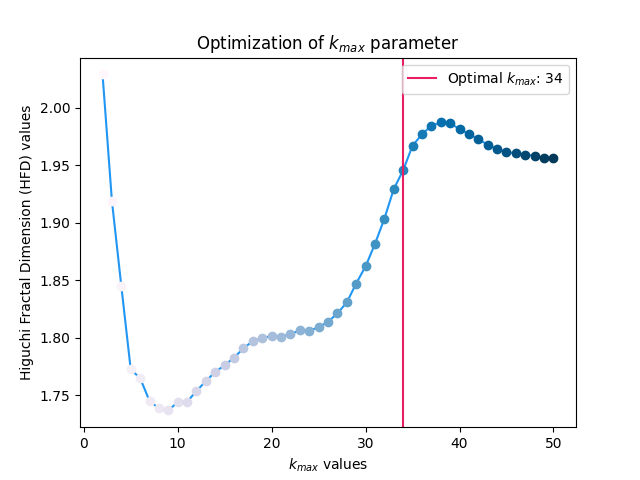 Optimization of k_max parameter
Optimal k_max: 34
Higuchi Fractal Dimension (HFD) values
2.00
1.95
1.90
1.85
1.80
1.75
0 10 20 30 40 50
k_max values